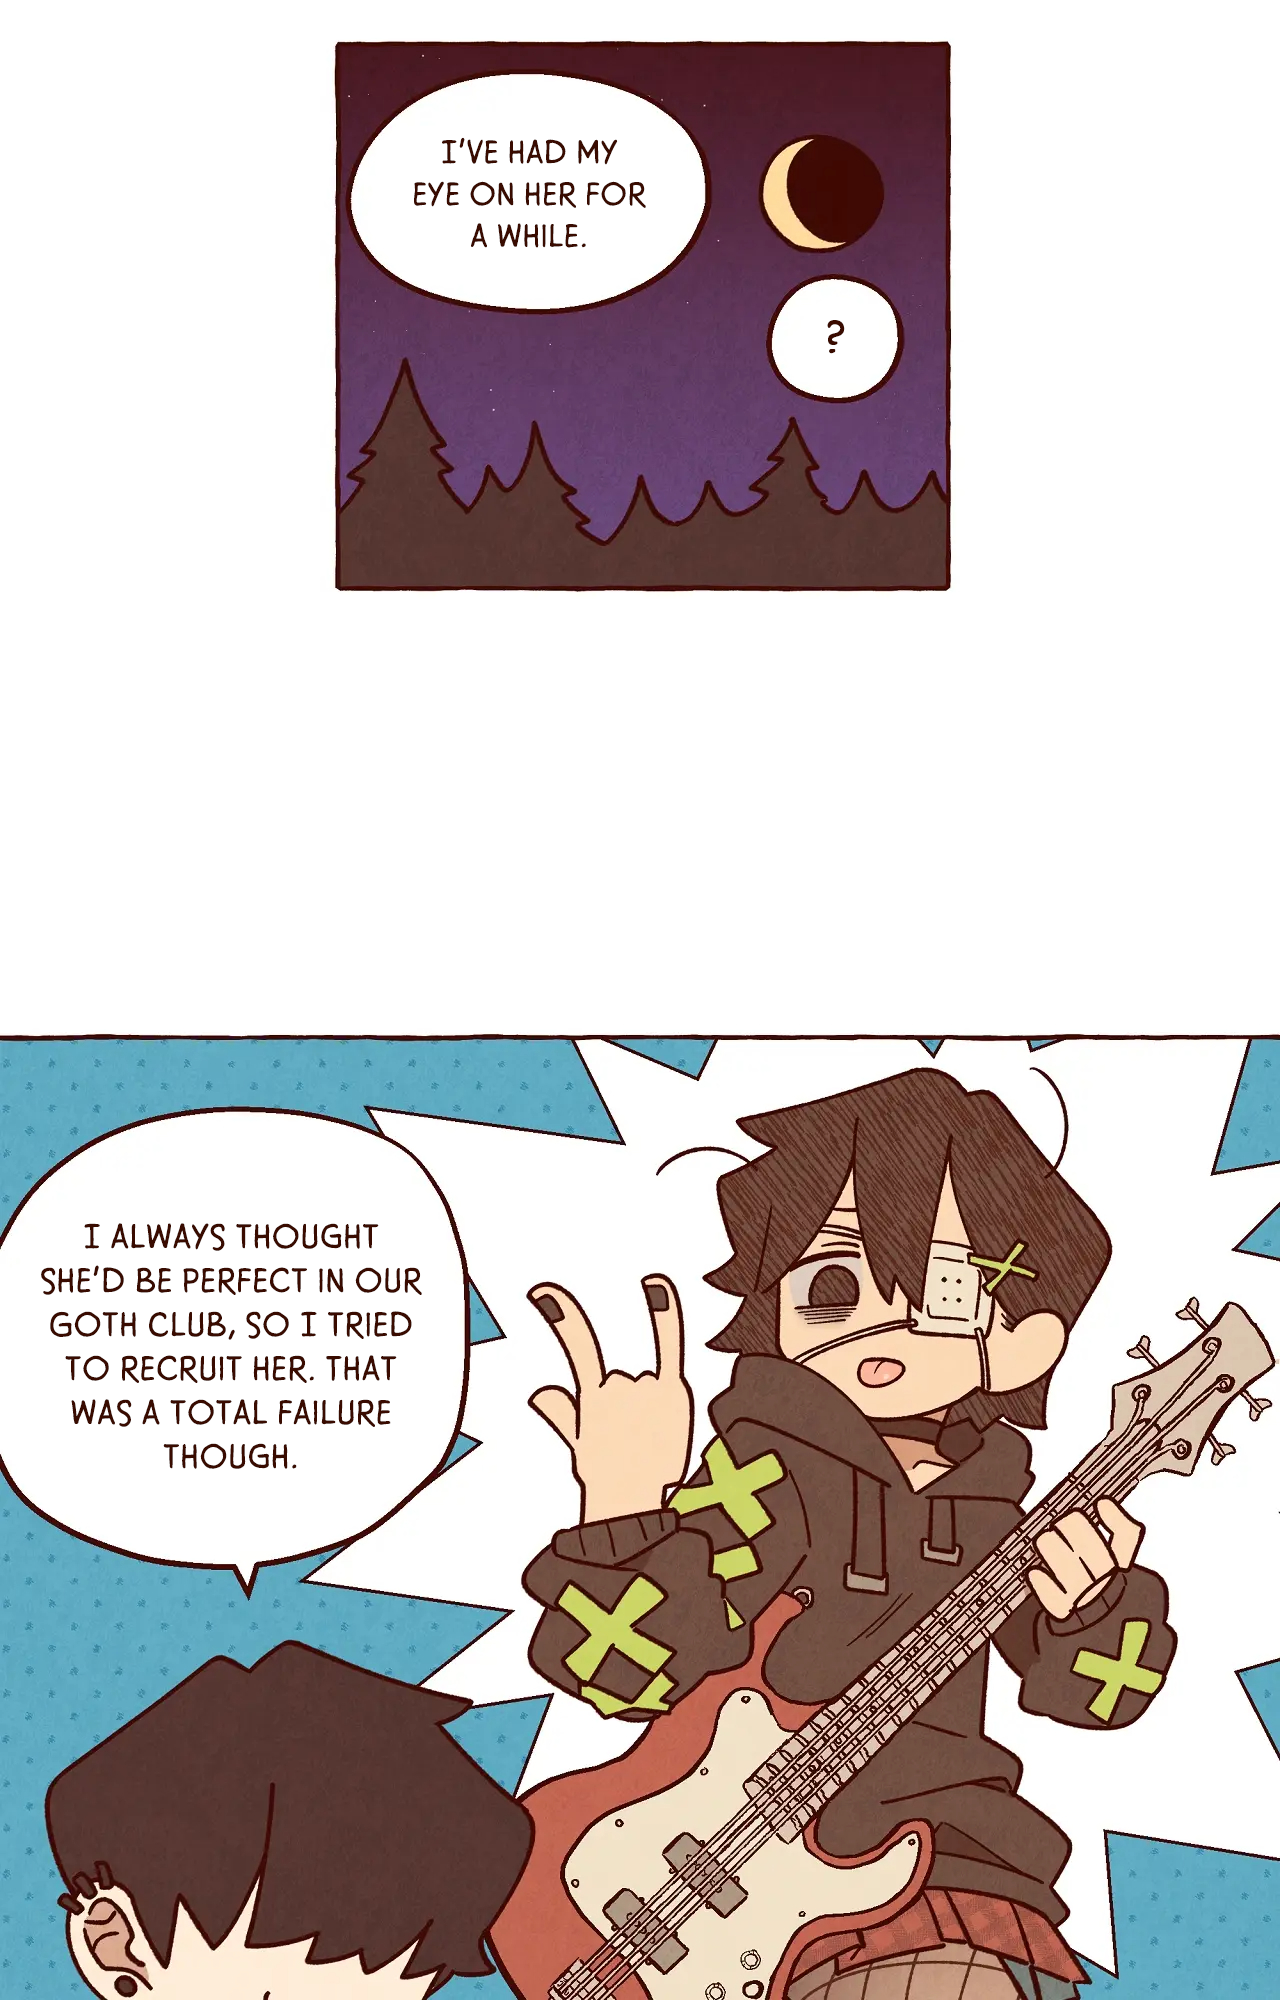 I'VE HAD MY
EYE ON HER FOR
A WHILE.
?
I ALWAYS THOUGHT
SHE'D BE PERFECT IN OUR
GOTH CLUB, SO I TRIED
TO RECRUIT HER. THAT
WAS A TOTAL FAILURE
THOUGH.